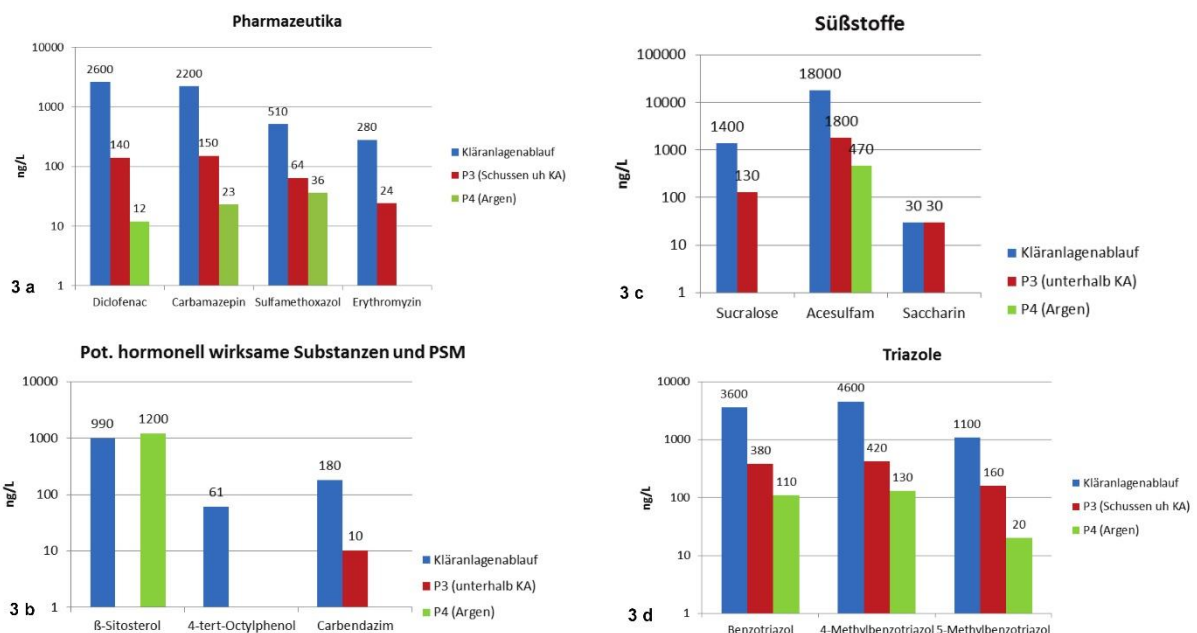 Pharmazeutika
10000
1000
100
10
1
ng/L
2600
140
12
2200
150
23
510
64
36
280
24
Diclofenac Carbamazepin Sulfamethoxazol Erythromyzin
Kläranlagenablauf
P3 (Schussen uh KA)
P4 (Argen)
3 a
Süßstoffe
100000
10000
1000
100
10
1
ng/L
1400
130
18000
1800
470
30 30
Sucralose Acesulfam Saccharin
Kläranlagenablauf
P3 (unterhalb KA)
P4 (Argen)
3 c
Pot. hormonell wirksame Substanzen und PSM
10000
1000
100
10
1
ng/L
990
1200
61
180
10
ß-Sitosterol 4-tert-Octylphenol Carbendazim
Kläranlagenablauf
P3 (unterhalb KA)
P4 (Argen)
3 b
Triazole
10000
1000
100
10
1
ng/L
3600
380
110
4600
420
130
1100
160
20
Benzotriazol 4-Methylbenzotriazol 5-Methylbenzotriazol
Kläranlagenablauf
P3 (Schussen uh KA)
P4 (Argen)
3 d